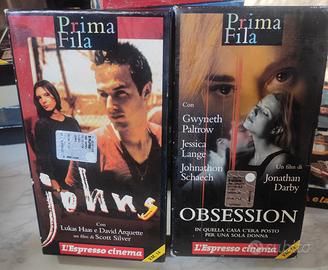 Prima
Fila
johns
Con
Lukas Haas e David Arquette
un film di Scott Silver
L'Espresso cinema
Prima
Fila
Con
Gwyneth
Paltrow
Jessica
Lange
Johnathon
Schaech
Un film di
Jonathan
Darby
OBSESSION
IN QUELLA CASA C'ERA POSTO
PER UNA SOLA DONNA
L'Espresso cinema
subito